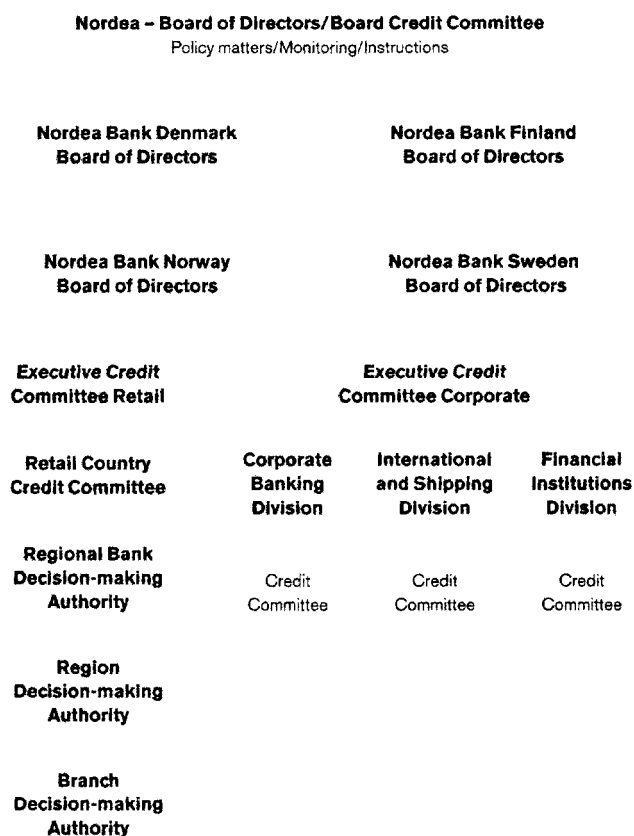 Nordea – Board of Directors/Board Credit Committee
Policy matters/Monitoring/Instructions
Nordea Bank Denmark
Board of Directors
Nordea Bank Finland
Board of Directors
Nordea Bank Norway
Board of Directors
Nordea Bank Sweden
Board of Directors
Executive Credit
Committee Retail
Executive Credit
Committee Corporate
Retail Country
Credit Committee
Corporate
Banking
Division
International
and Shipping
Division
Financial
Institutions
Division
Regional Bank
Decision-making
Authority
Credit
Committee
Credit
Committee
Credit
Committee
Region
Decision-making
Authority
Branch
Decision-making
Authority